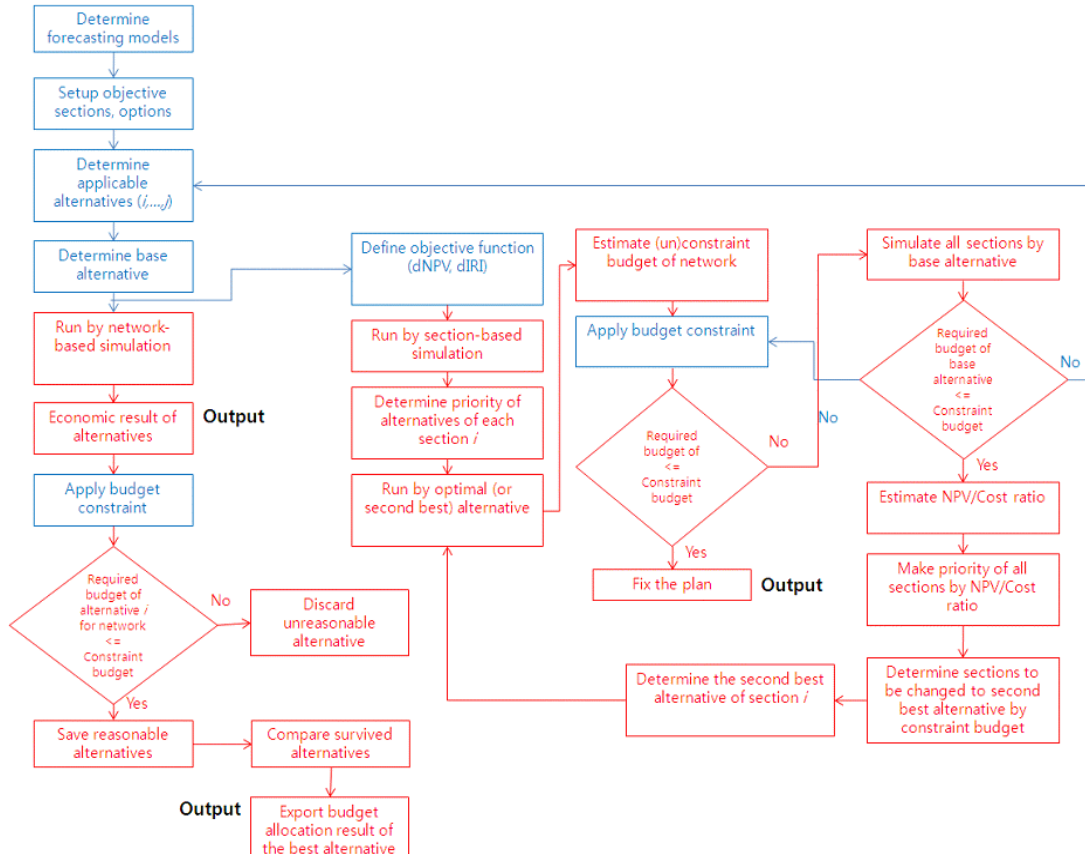 Determine
forecasting models
Setup objective
sections, options
Determine
applicable
alternatives (i,...,j)
Determine base
alternative
Run by network-
based simulation
Economic result of
alternatives
Output
Apply budget
constraint
Required
budget of
alternative i
for network
<=
Constraint
budget
No
Discard
unreasonable
alternative
Yes
Save reasonable
alternatives
Compare survived
alternatives
Output
Export budget
allocation result of
the best alternative
Define objective function
(dNPV, dIRI)
Run by section-based
simulation
Determine priority of
alternatives of each
section i
Run by optimal (or
second best) alternative
Estimate (un)constraint
budget of network
Apply budget constraint
Required
budget of
<=
Constraint
budget
No
Yes
Fix the plan
Output
Simulate all sections by
base alternative
Required
budget of
base
alternative
<=
Constraint
budget
No
No
Yes
Estimate NPV/Cost ratio
Make priority of all
sections by NPV/Cost
ratio
Determine sections to
be changed to second
best alternative by
constraint budget
Determine the second best
alternative of section i